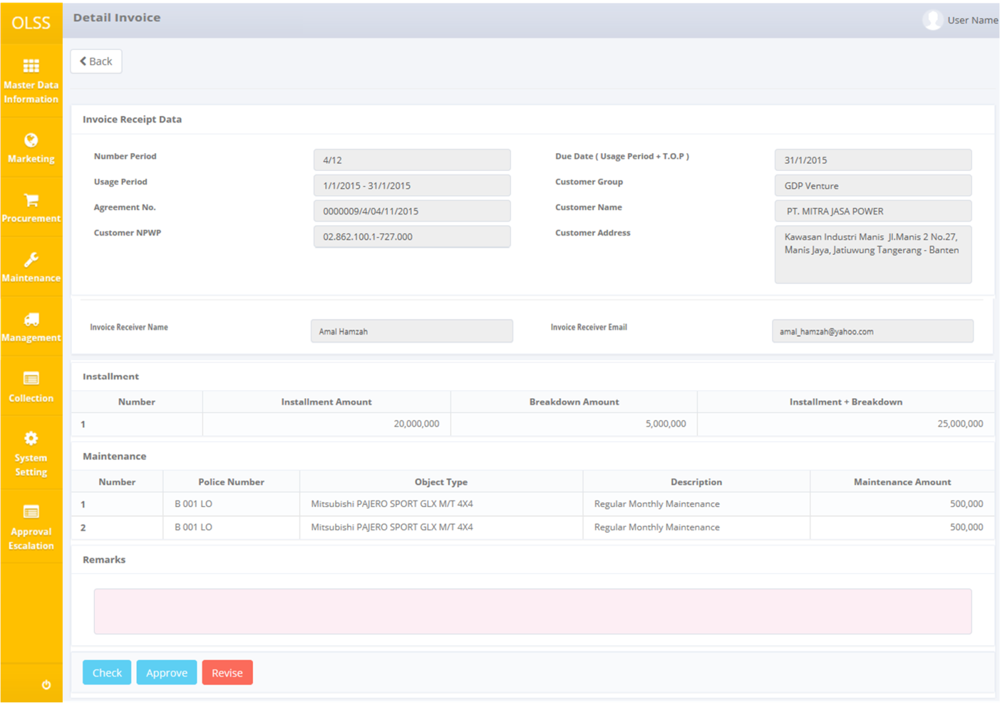 OLSS
Detail Invoice
User Name
Back
Master Data
Information
Marketing
Procurement
Maintenance
Management
Collection
System
Setting
Approval
Escalation
Invoice Receipt Data
Number Period 4/12 Due Date ( Usage Period + T.O.P ) 31/1/2015
Usage Period 1/1/2015 - 31/1/2015 Customer Group GDP Venture
Agreement No. 0000009/4/04/11/2015 Customer Name PT. MITRA JASA POWER
Customer NPWP 02.862.100.1-727.000 Customer Address Kawasan Industri Manis Jl.Manis 2 No.27,
Manis Jaya, Jatiuwung Tangerang - Banten
Invoice Receiver Name Amal Hamzah Invoice Receiver Email amal_hamzah@yahoo.com
Installment
Number Installment Amount Breakdown Amount Installment + Breakdown
1 20,000,000 5,000,000 25,000,000
Maintenance
Number Police Number Object Type Description Maintenance Amount
1 B 001 LO Mitsubishi PAJERO SPORT GLX M/T 4X4 Regular Monthly Maintenance 500,000
2 B 001 LO Mitsubishi PAJERO SPORT GLX M/T 4X4 Regular Monthly Maintenance 500,000
Remarks
Check Approve Revise